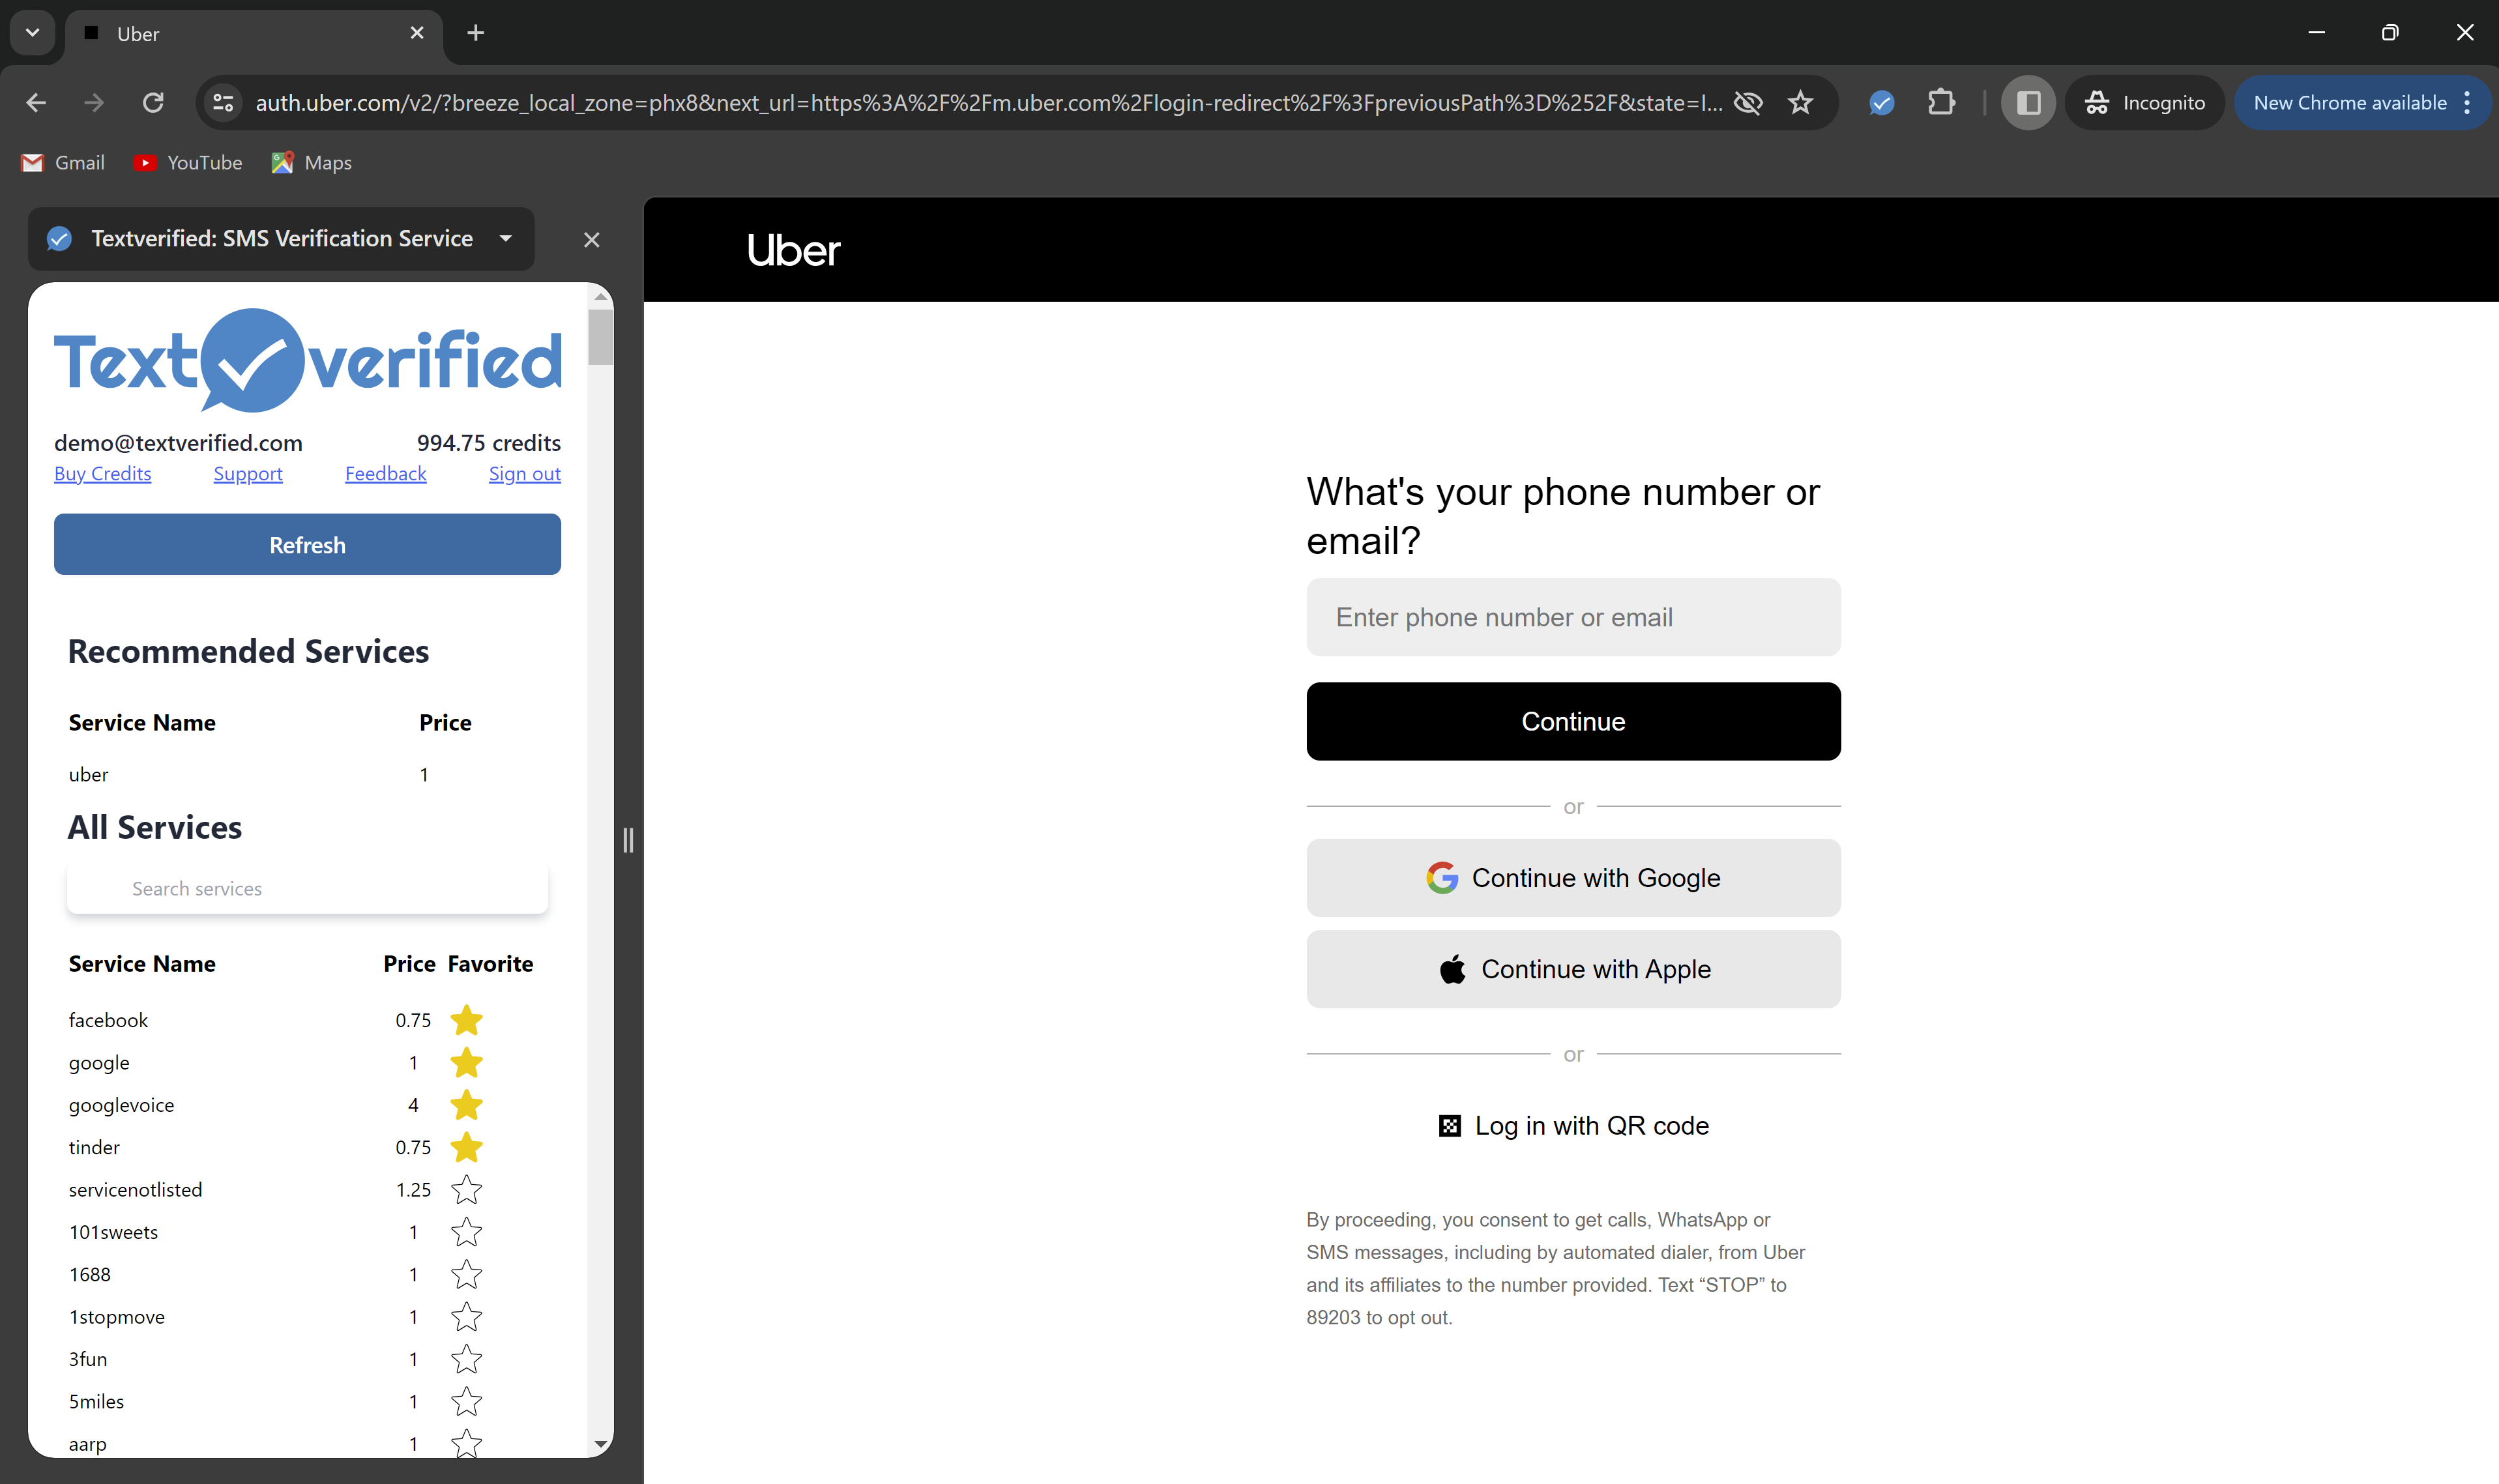 Uber
auth.uber.com/v2/?breeze_local_zone=phx8&next_url=https%3A%2F%2Fm.uber.com%2Flogin-redirect%2F%3FpreviousPath%3D%252F&state=l...
Incognito
New Chrome available
Gmail
YouTube
Maps
Textverified: SMS Verification Service
Text verified
demo@textverified.com 994.75 credits
Buy Credits Support Feedback Sign out
Refresh
Recommended Services
Service Name Price
uber 1
All Services
Search services
Service Name Price Favorite
facebook 0.75
google 1
googlevoice 4
tinder 0.75
servicenotlisted 1.25
101sweets 1
1688 1
1stopmove 1
3fun 1
5miles 1
aarp 1
Uber
What's your phone number or
email?
Enter phone number or email
Continue
or
Continue with Google
Continue with Apple
or
Log in with QR code
By proceeding, you consent to get calls, WhatsApp or
SMS messages, including by automated dialer, from Uber
and its affiliates to the number provided. Text “STOP” to
89203 to opt out.